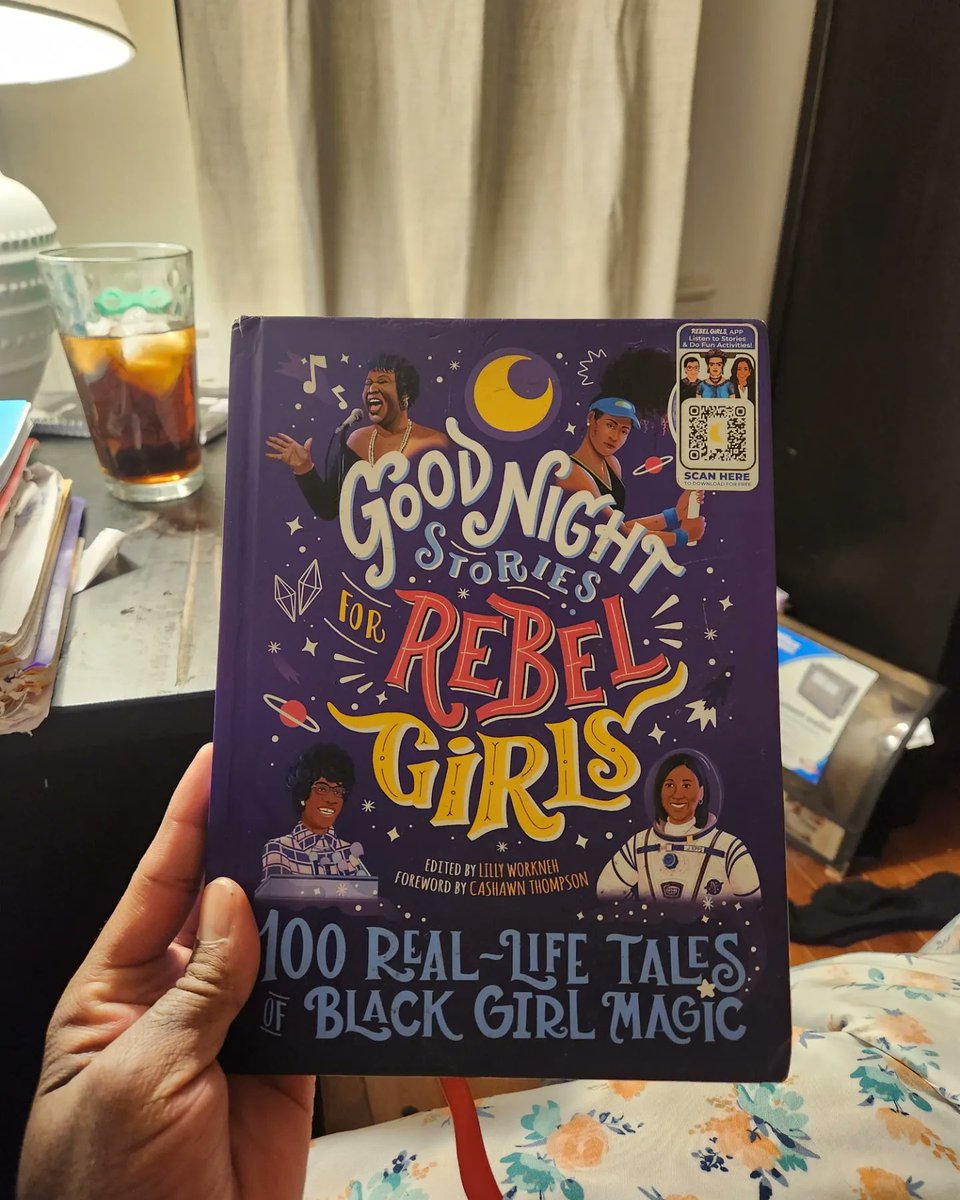 REBEL GIRLS APP
Listen to Stories
& Do Fun Activities!
SCAN HERE
TO DOWNLOAD FOR FREE
GOOD NIGHT
STORIES
FOR REBEL
GIRLS
EDITED BY LILLY WORKNEH
FOREWORD BY CASHAWN THOMPSON
100 REAL-LIFE TALES
OF BLACK GIRL MAGIC